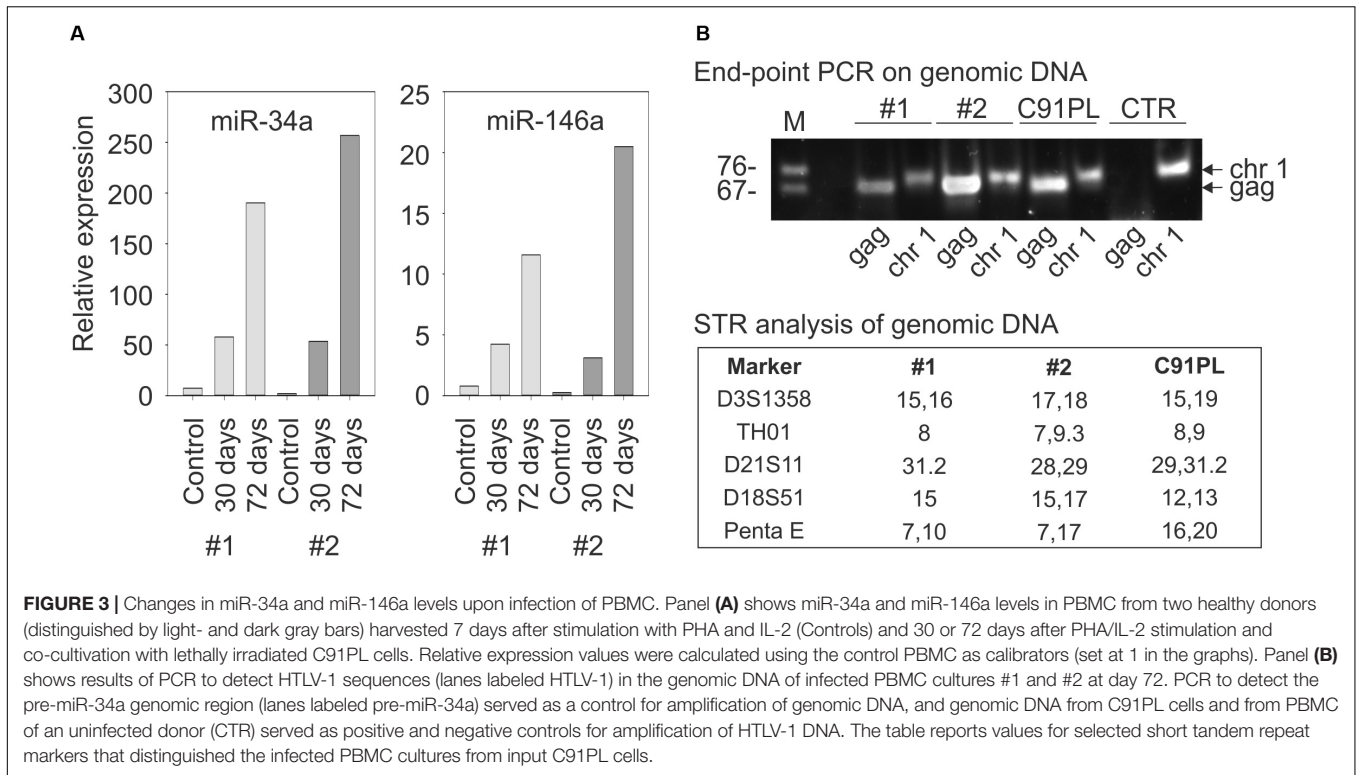 A
300
250
200
150
100
50
0
Relative expression
miR-34a
Control
30 days
72 days
Control
30 days
72 days
#1 #2
25
20
15
10
5
0
miR-146a
Control
30 days
72 days
Control
30 days
72 days
#1 #2
B
End-point PCR on genomic DNA
M #1 #2 C91PL CTR
76- chr 1
67- gag
gag chr 1 gag chr 1 gag chr 1 gag chr 1
STR analysis of genomic DNA
Marker #1 #2 C91PL
D3S1358 15,16 17,18 15,19
TH01 8 7,9.3 8,9
D21S11 31.2 28,29 29,31.2
D18S51 15 15,17 12,13
Penta E 7,10 7,17 16,20
FIGURE 3 | Changes in miR-34a and miR-146a levels upon infection of PBMC. Panel (A) shows miR-34a and miR-146a levels in PBMC from two healthy donors
(distinguished by light- and dark gray bars) harvested 7 days after stimulation with PHA and IL-2 (Controls) and 30 or 72 days after PHA/IL-2 stimulation and
co-cultivation with lethally irradiated C91PL cells. Relative expression values were calculated using the control PBMC as calibrators (set at 1 in the graphs). Panel (B)
shows results of PCR to detect HTLV-1 sequences (lanes labeled HTLV-1) in the genomic DNA of infected PBMC cultures #1 and #2 at day 72. PCR to detect the
pre-miR-34a genomic region (lanes labeled pre-miR-34a) served as a control for amplification of genomic DNA, and genomic DNA from C91PL cells and from PBMC
of an uninfected donor (CTR) served as positive and negative controls for amplification of HTLV-1 DNA. The table reports values for selected short tandem repeat
markers that distinguished the infected PBMC cultures from input C91PL cells.